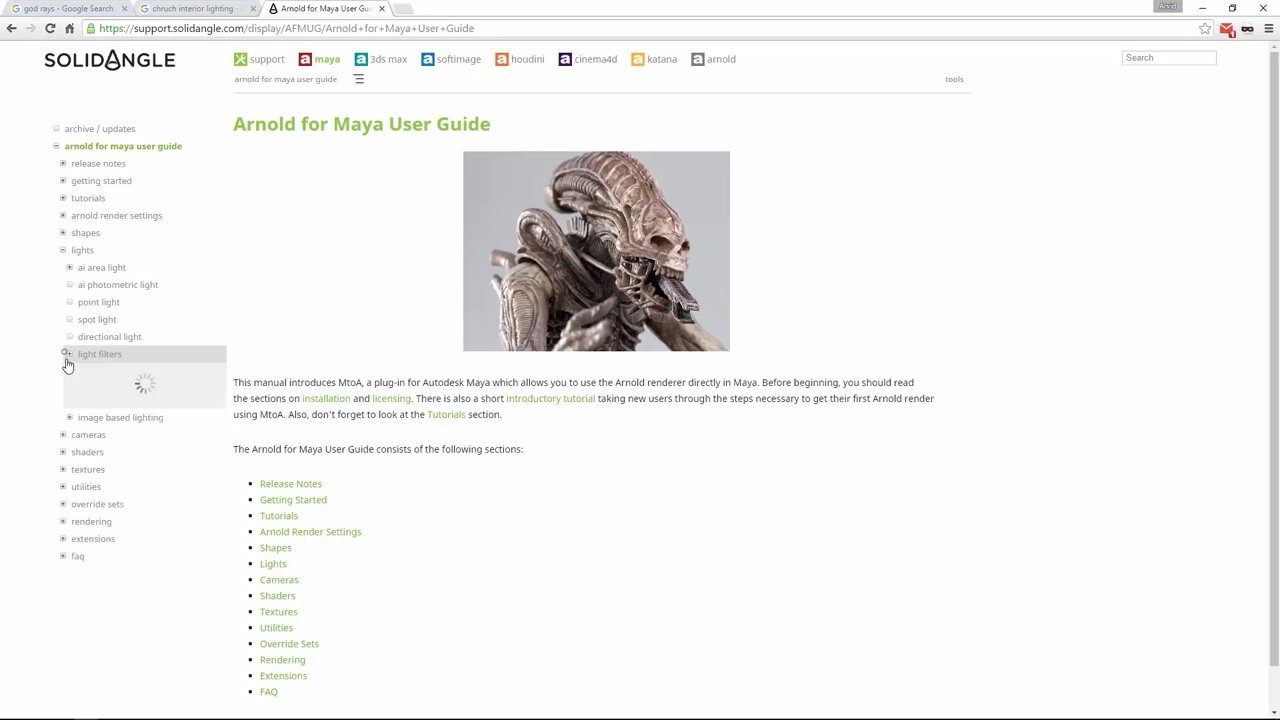 god rays - Google Search
chruch interior lighting -
Arnold for Maya User Gui
Arvid
https://support.solidangle.com/display/AFMUG/Arnold+for+Maya+User+Guide
SOLIDANGLE
support
maya
3ds max
softimage
houdini
cinema4d
katana
arnold
Search
arnold for maya user guide
tools
archive / updates
arnold for maya user guide
release notes
getting started
tutorials
arnold render settings
shapes
lights
ai area light
ai photometric light
point light
spot light
directional light
light filters
image based lighting
cameras
shaders
textures
utilities
override sets
rendering
extensions
faq
Arnold for Maya User Guide
This manual introduces MtoA, a plug-in for Autodesk Maya which allows you to use the Arnold renderer directly in Maya. Before beginning, you should read
the sections on installation and licensing. There is also a short introductory tutorial taking new users through the steps necessary to get their first Arnold render
using MtoA. Also, don't forget to look at the Tutorials section.
The Arnold for Maya User Guide consists of the following sections:
Release Notes
Getting Started
Tutorials
Arnold Render Settings
Shapes
Lights
Cameras
Shaders
Textures
Utilities
Override Sets
Rendering
Extensions
FAQ